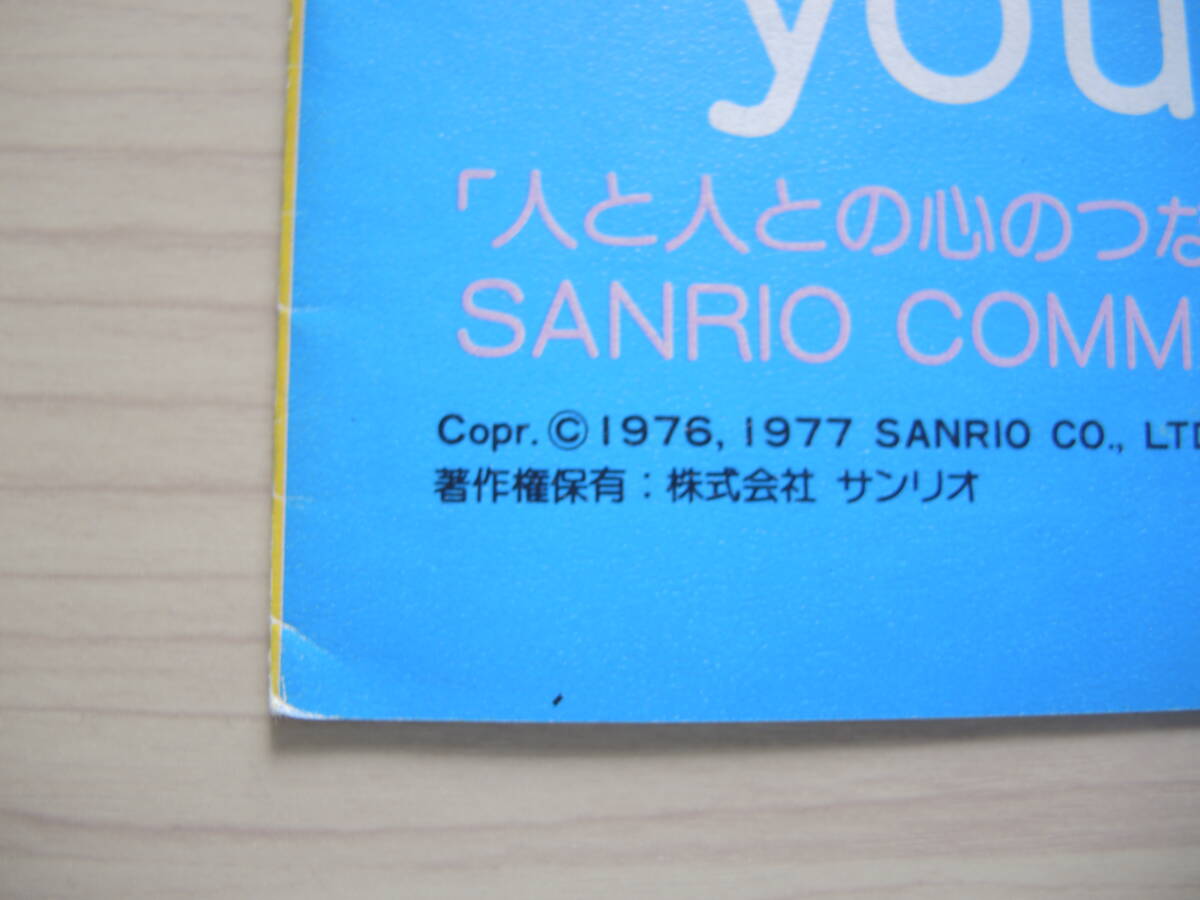 you
「人と人との心のつな
SANRIO COMM
Copr. ©1976, 1977 SANRIO CO., LTD
著作権保有：株式会社 サンリオ